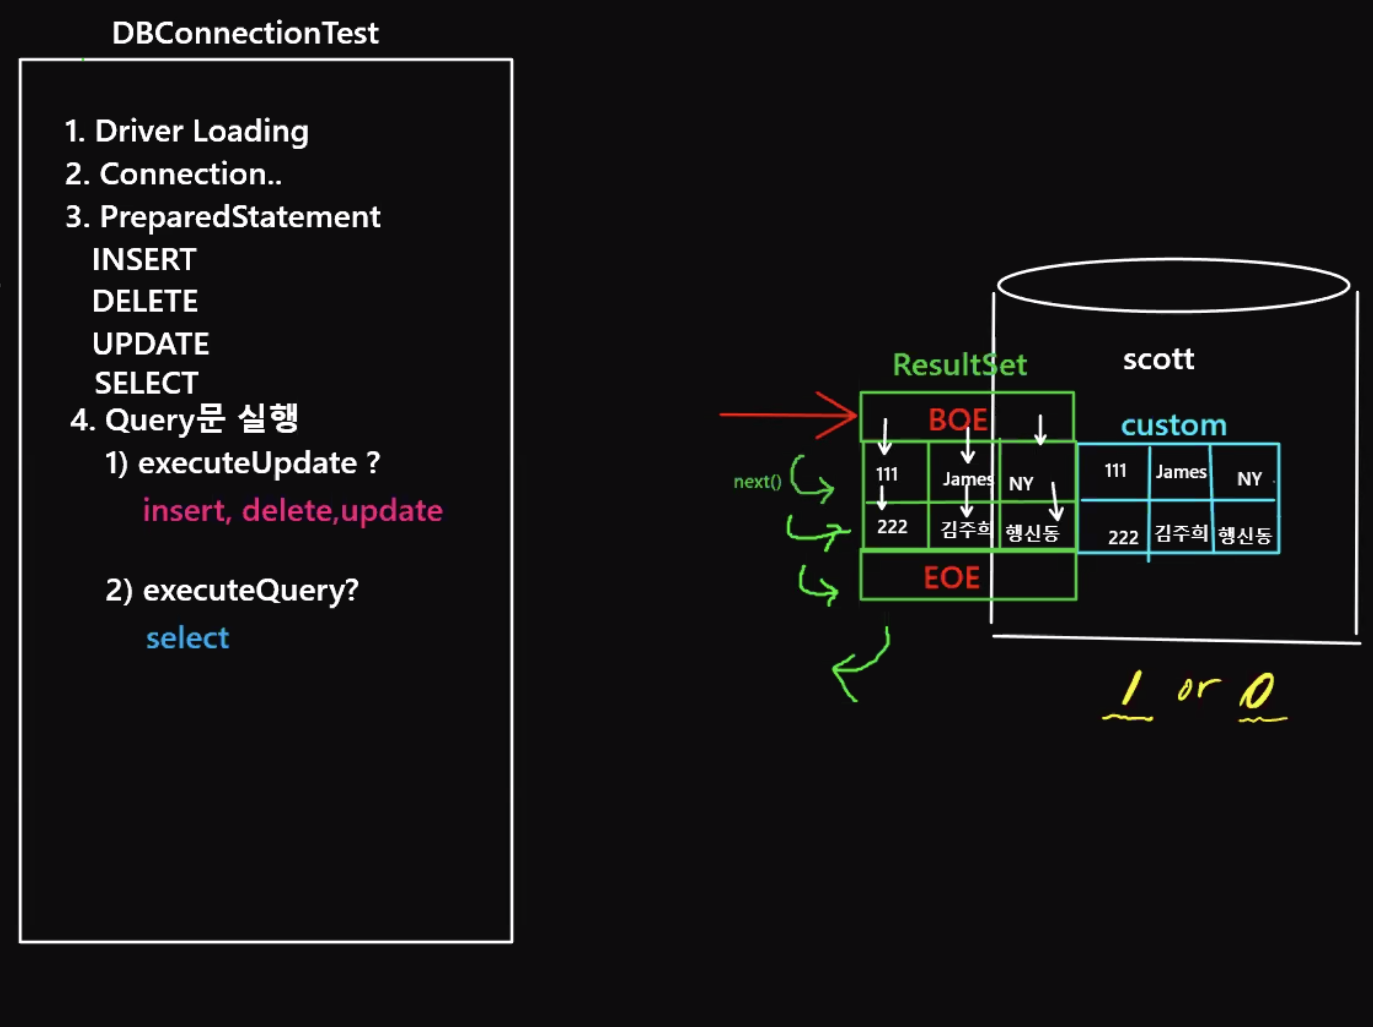 DBConnectionTest
1. Driver Loading
2. Connection..
3. PreparedStatement
INSERT
DELETE
UPDATE
SELECT
4. Query문 실행
1) executeUpdate ?
insert, delete,update
2) executeQuery?
select
ResultSet
BOE
next()
111 James NY
222 김주희 행신동
EOE
scott
custom
111 James NY
222 김주희 행신동
1 or 0